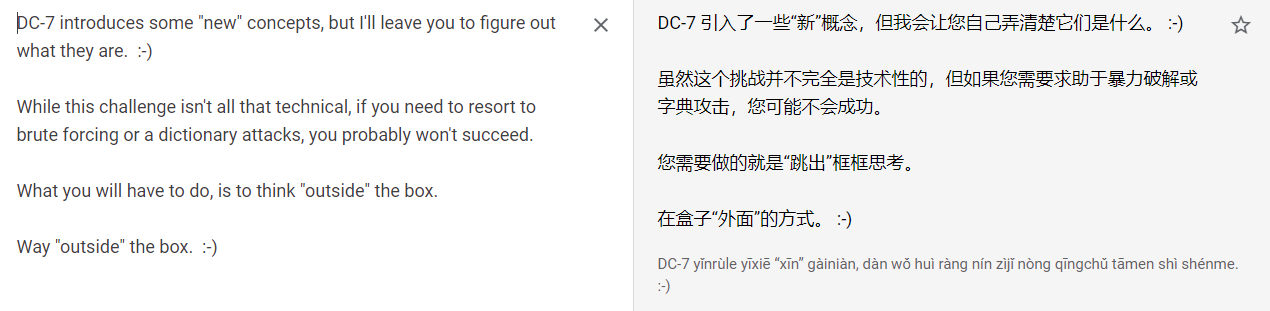 DC-7 introduces some "new" concepts, but I'll leave you to figure out
what they are.  :-)
While this challenge isn't all that technical, if you need to resort to
brute forcing or a dictionary attacks, you probably won't succeed.
What you will have to do, is to think "outside" the box.
Way "outside" the box.  :-)
DC-7 引入了一些“新”概念，但我会让您自己弄清楚它们是什么。 :-)
虽然这个挑战并不完全是技术性的，但如果您需要求助于暴力破解或
字典攻击，您可能不会成功。
您需要做的就是“跳出”框框思考。
在盒子“外面”的方式。 :-)
DC-7 yǐnrùle yīxiē “xīn” gàiniàn, dàn wǒ huì ràng nín zìjǐ nòng qīngchǔ tāmen shì shénme.
:-)